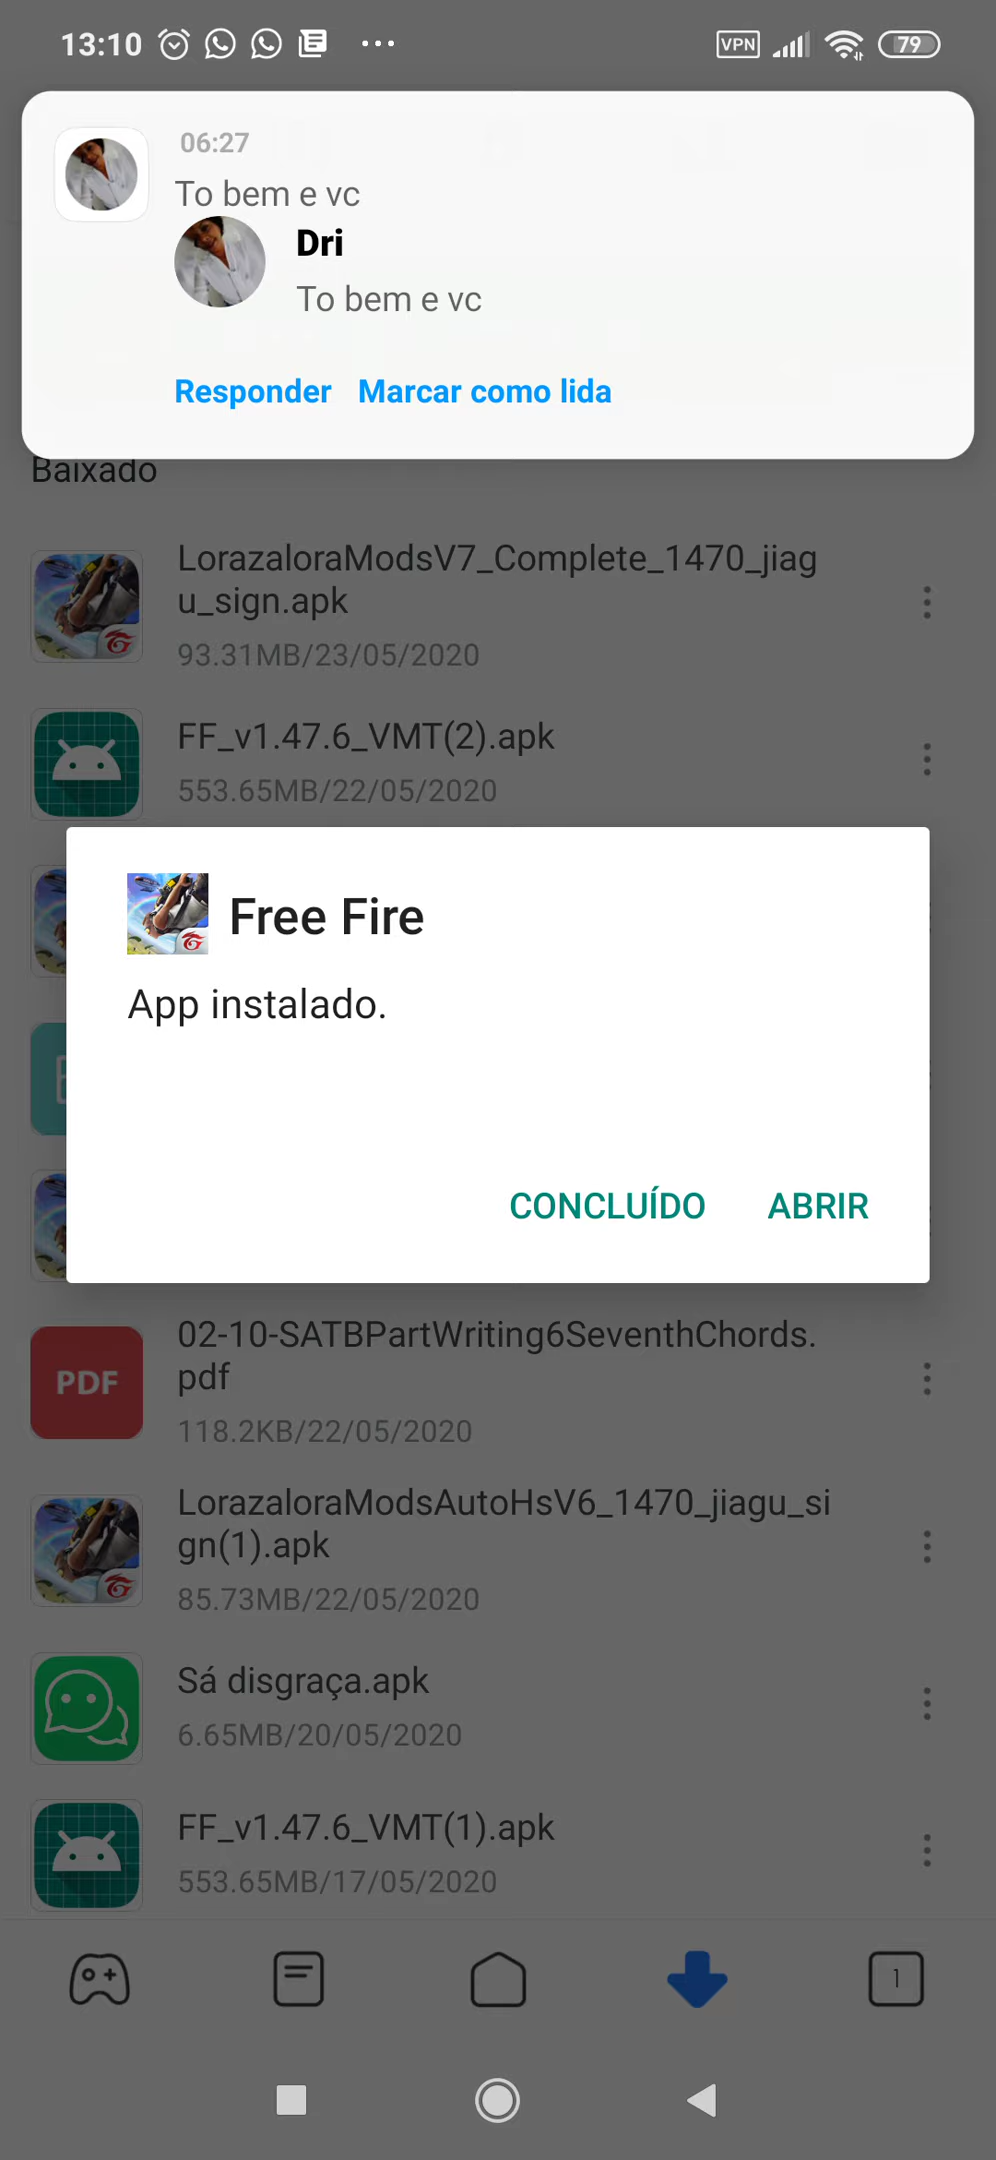 13:10
VPN
79
06:27
To bem e vc
Dri
To bem e vc
Responder Marcar como lida
Baixado
LorazaloraModsV7_Complete_1470_jiag
u_sign.apk
93.31MB/23/05/2020
FF_v1.47.6_VMT(2).apk
553.65MB/22/05/2020
Free Fire
App instalado.
CONCLUÍDO ABRIR
PDF
02-10-SATBPartWriting6SeventhChords.
pdf
118.2KB/22/05/2020
LorazaloraModsAutoHsV6_1470_jiagu_si
gn(1).apk
85.73MB/22/05/2020
Sá disgraça.apk
6.65MB/20/05/2020
FF_v1.47.6_VMT(1).apk
553.65MB/17/05/2020
1